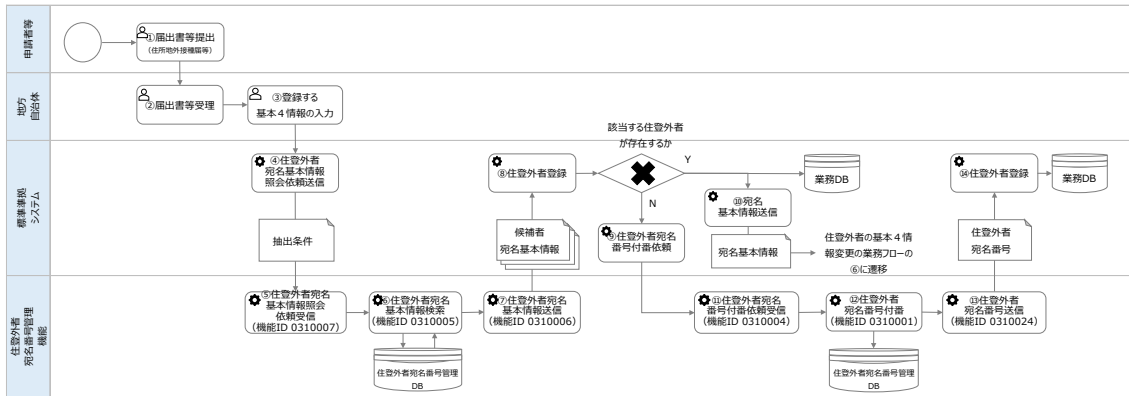 申請者等
①届出書等提出
（住所地外接種届等）
地方
自治体
②届出書等受理
③登録する
基本４情報の入力
標準準拠
システム
④住登外者
宛名基本情報
照会依頼送信
抽出条件
⑧住登外者登録
候補者
宛名基本情報
該当する住登外者
が存在するか
Y
N
業務DB
⑨住登外者宛名
番号付番依頼
⑩宛名
基本情報送信
宛名基本情報
住登外者の基本４情
報変更の業務フローの
⑥に遷移
⑭住登外者登録
業務DB
住登外者
宛名番号
住登外者
宛名番号管理
機能
⑤住登外者宛名
基本情報照会
依頼受信
（機能ID 0310007）
⑥住登外者宛名
基本情報検索
（機能ID 0310005）
⑦住登外者宛名
基本情報送信
（機能ID 0310006）
住登外者宛名番号管理
DB
⑪住登外者宛名
番号付番依頼受信
（機能ID 0310004）
⑫住登外者
宛名番号付番
（機能ID 0310001）
⑬住登外者
宛名番号送信
（機能ID 0310024）
住登外者宛名番号管理
DB